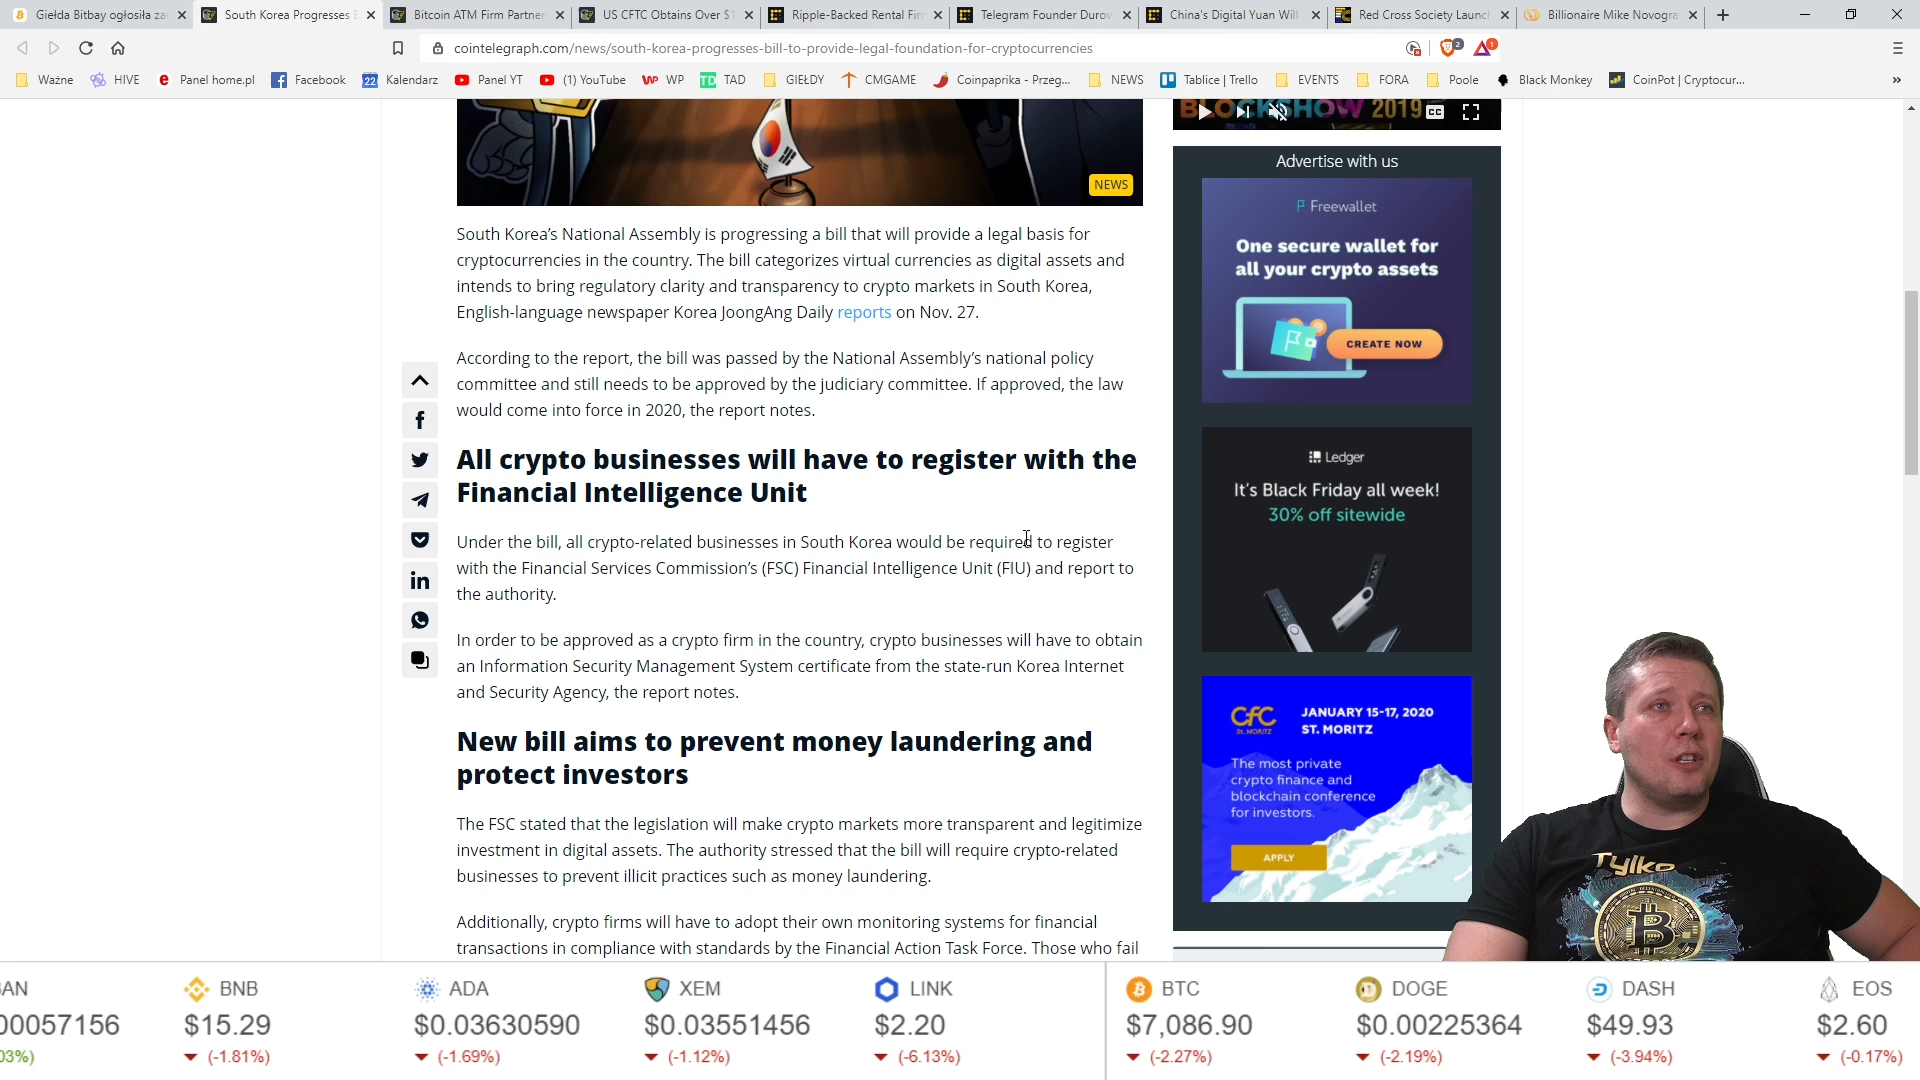 Giełda Bitbay ogłosiła za
South Korea Progresses B
Bitcoin ATM Firm Partner
US CFTC Obtains Over $1
Ripple-Backed Rental Fir
Telegram Founder Durov
China's Digital Yuan Will
Red Cross Society Launch
Billionaire Mike Novogra
cointelegraph.com/news/south-korea-progresses-bill-to-provide-legal-foundation-for-cryptocurrencies
2
1
Ważne
HIVE
Panel home.pl
Facebook
22 Kalendarz
Panel YT
(1) YouTube
WP WP
TD TAD
GIEŁDY
CMGAME
Coinpaprika - Przeg...
NEWS
Tablice | Trello
EVENTS
FORA
Poole
Black Monkey
CoinPot | Cryptocur...
BLOCKSHOW 2019
CC
NEWS
South Korea's National Assembly is progressing a bill that will provide a legal basis for
cryptocurrencies in the country. The bill categorizes virtual currencies as digital assets and
intends to bring regulatory clarity and transparency to crypto markets in South Korea,
English-language newspaper Korea JoongAng Daily reports on Nov. 27.
According to the report, the bill was passed by the National Assembly's national policy
committee and still needs to be approved by the judiciary committee. If approved, the law
would come into force in 2020, the report notes.
All crypto businesses will have to register with the
Financial Intelligence Unit
Under the bill, all crypto-related businesses in South Korea would be required to register
with the Financial Services Commission's (FSC) Financial Intelligence Unit (FIU) and report to
the authority.
In order to be approved as a crypto firm in the country, crypto businesses will have to obtain
an Information Security Management System certificate from the state-run Korea Internet
and Security Agency, the report notes.
New bill aims to prevent money laundering and
protect investors
The FSC stated that the legislation will make crypto markets more transparent and legitimize
investment in digital assets. The authority stressed that the bill will require crypto-related
businesses to prevent illicit practices such as money laundering.
Additionally, crypto firms will have to adopt their own monitoring systems for financial
transactions in compliance with standards by the Financial Action Task Force. Those who fail
Advertise with us
Freewallet
One secure wallet for
all your crypto assets
CREATE NOW
Ledger
It's Black Friday all week!
30% off sitewide
CfC
St. MORITZ
JANUARY 15-17, 2020
ST. MORITZ
The most private
crypto finance and
blockchain conference
for investors.
APPLY
Tylko
AN
00057156
03%)
BNB
$15.29
(-1.81%)
ADA
$0.03630590
(-1.69%)
XEM
$0.03551456
(-1.12%)
LINK
$2.20
(-6.13%)
BTC
$7,086.90
(-2.27%)
DOGE
$0.00225364
(-2.19%)
DASH
$49.93
(-3.94%)
EOS
$2.60
(-0.17%)